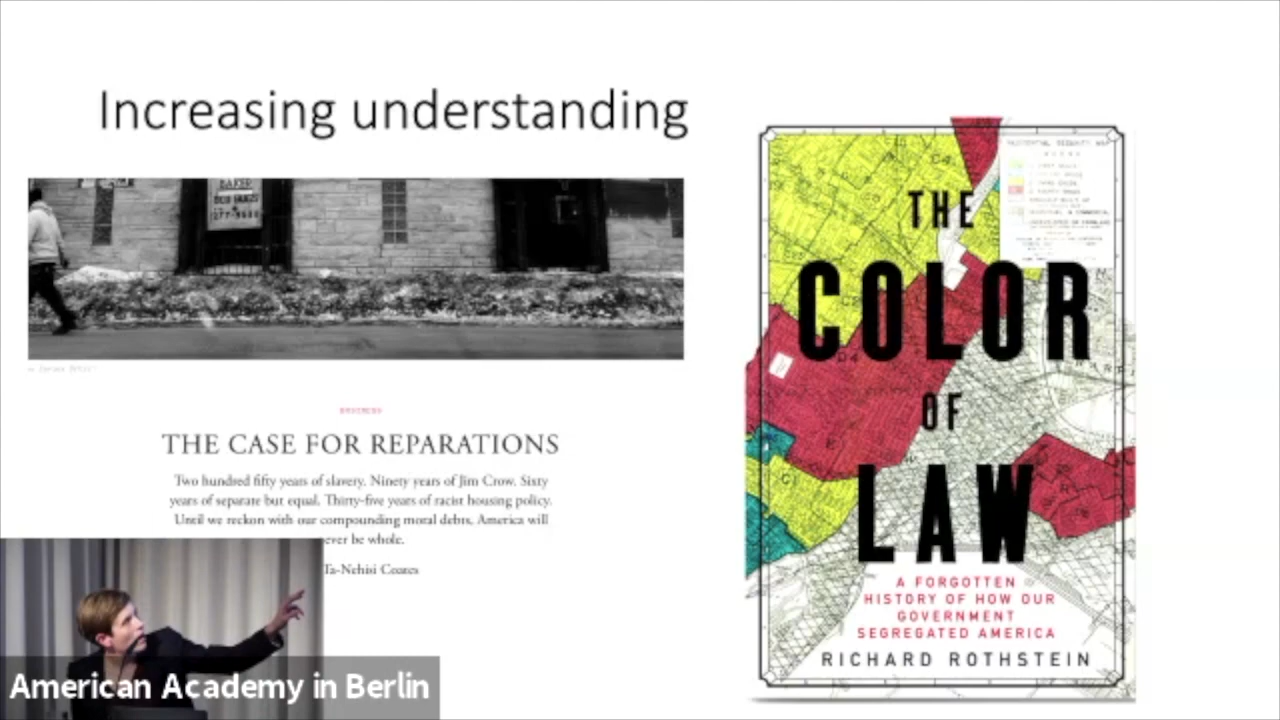 Increasing understanding
BUSINESS
THE CASE FOR REPARATIONS
Two hundred fifty years of slavery. Ninety years of Jim Crow. Sixty
years of separate but equal. Thirty-five years of racist housing policy.
Until we reckon with our compounding moral debts, America will
ever be whole.
Ta-Nehisi Coates
THE
COLOR
OF
LAW
A FORGOTTEN
HISTORY OF HOW OUR
GOVERNMENT
SEGREGATED AMERICA
RICHARD ROTHSTEIN
American Academy in Berlin